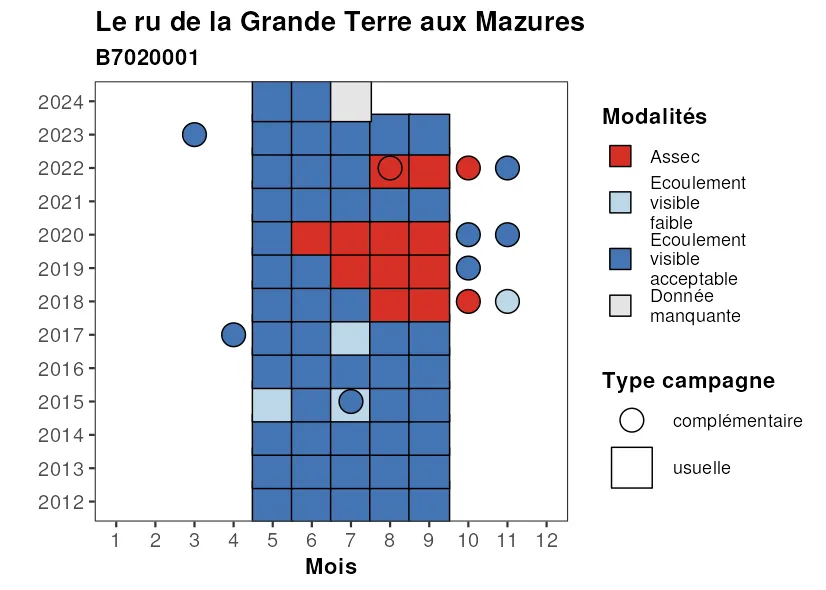 Le ru de la Grande Terre aux Mazures
B7020001
2024
2023
2022
2021
2020
2019
2018
2017
2016
2015
2014
2013
2012
1 2 3 4 5 6 7 8 9 10 11 12
Mois
Modalités
Assec
Ecoulement
visible
faible
Ecoulement
visible
acceptable
Donnée
manquante
Type campagne
complémentaire
usuelle